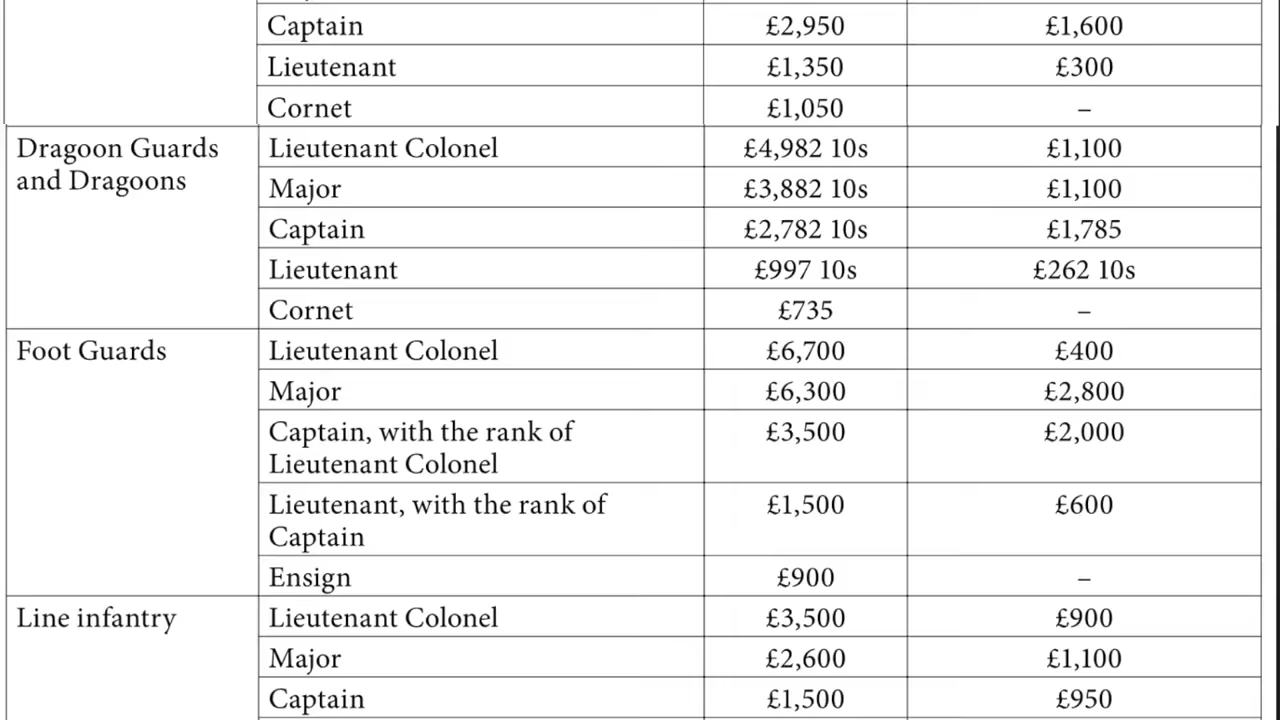 Captain £2,950 £1,600
Lieutenant £1,350 £300
Cornet £1,050 –
Dragoon Guards Lieutenant Colonel £4,982 10s £1,100
and Dragoons
Major £3,882 10s £1,100
Captain £2,782 10s £1,785
Lieutenant £997 10s £262 10s
Cornet £735 –
Foot Guards Lieutenant Colonel £6,700 £400
Major £6,300 £2,800
Captain, with the rank of £3,500 £2,000
Lieutenant Colonel
Lieutenant, with the rank of £1,500 £600
Captain
Ensign £900 –
Line infantry Lieutenant Colonel £3,500 £900
Major £2,600 £1,100
Captain £1,500 £950